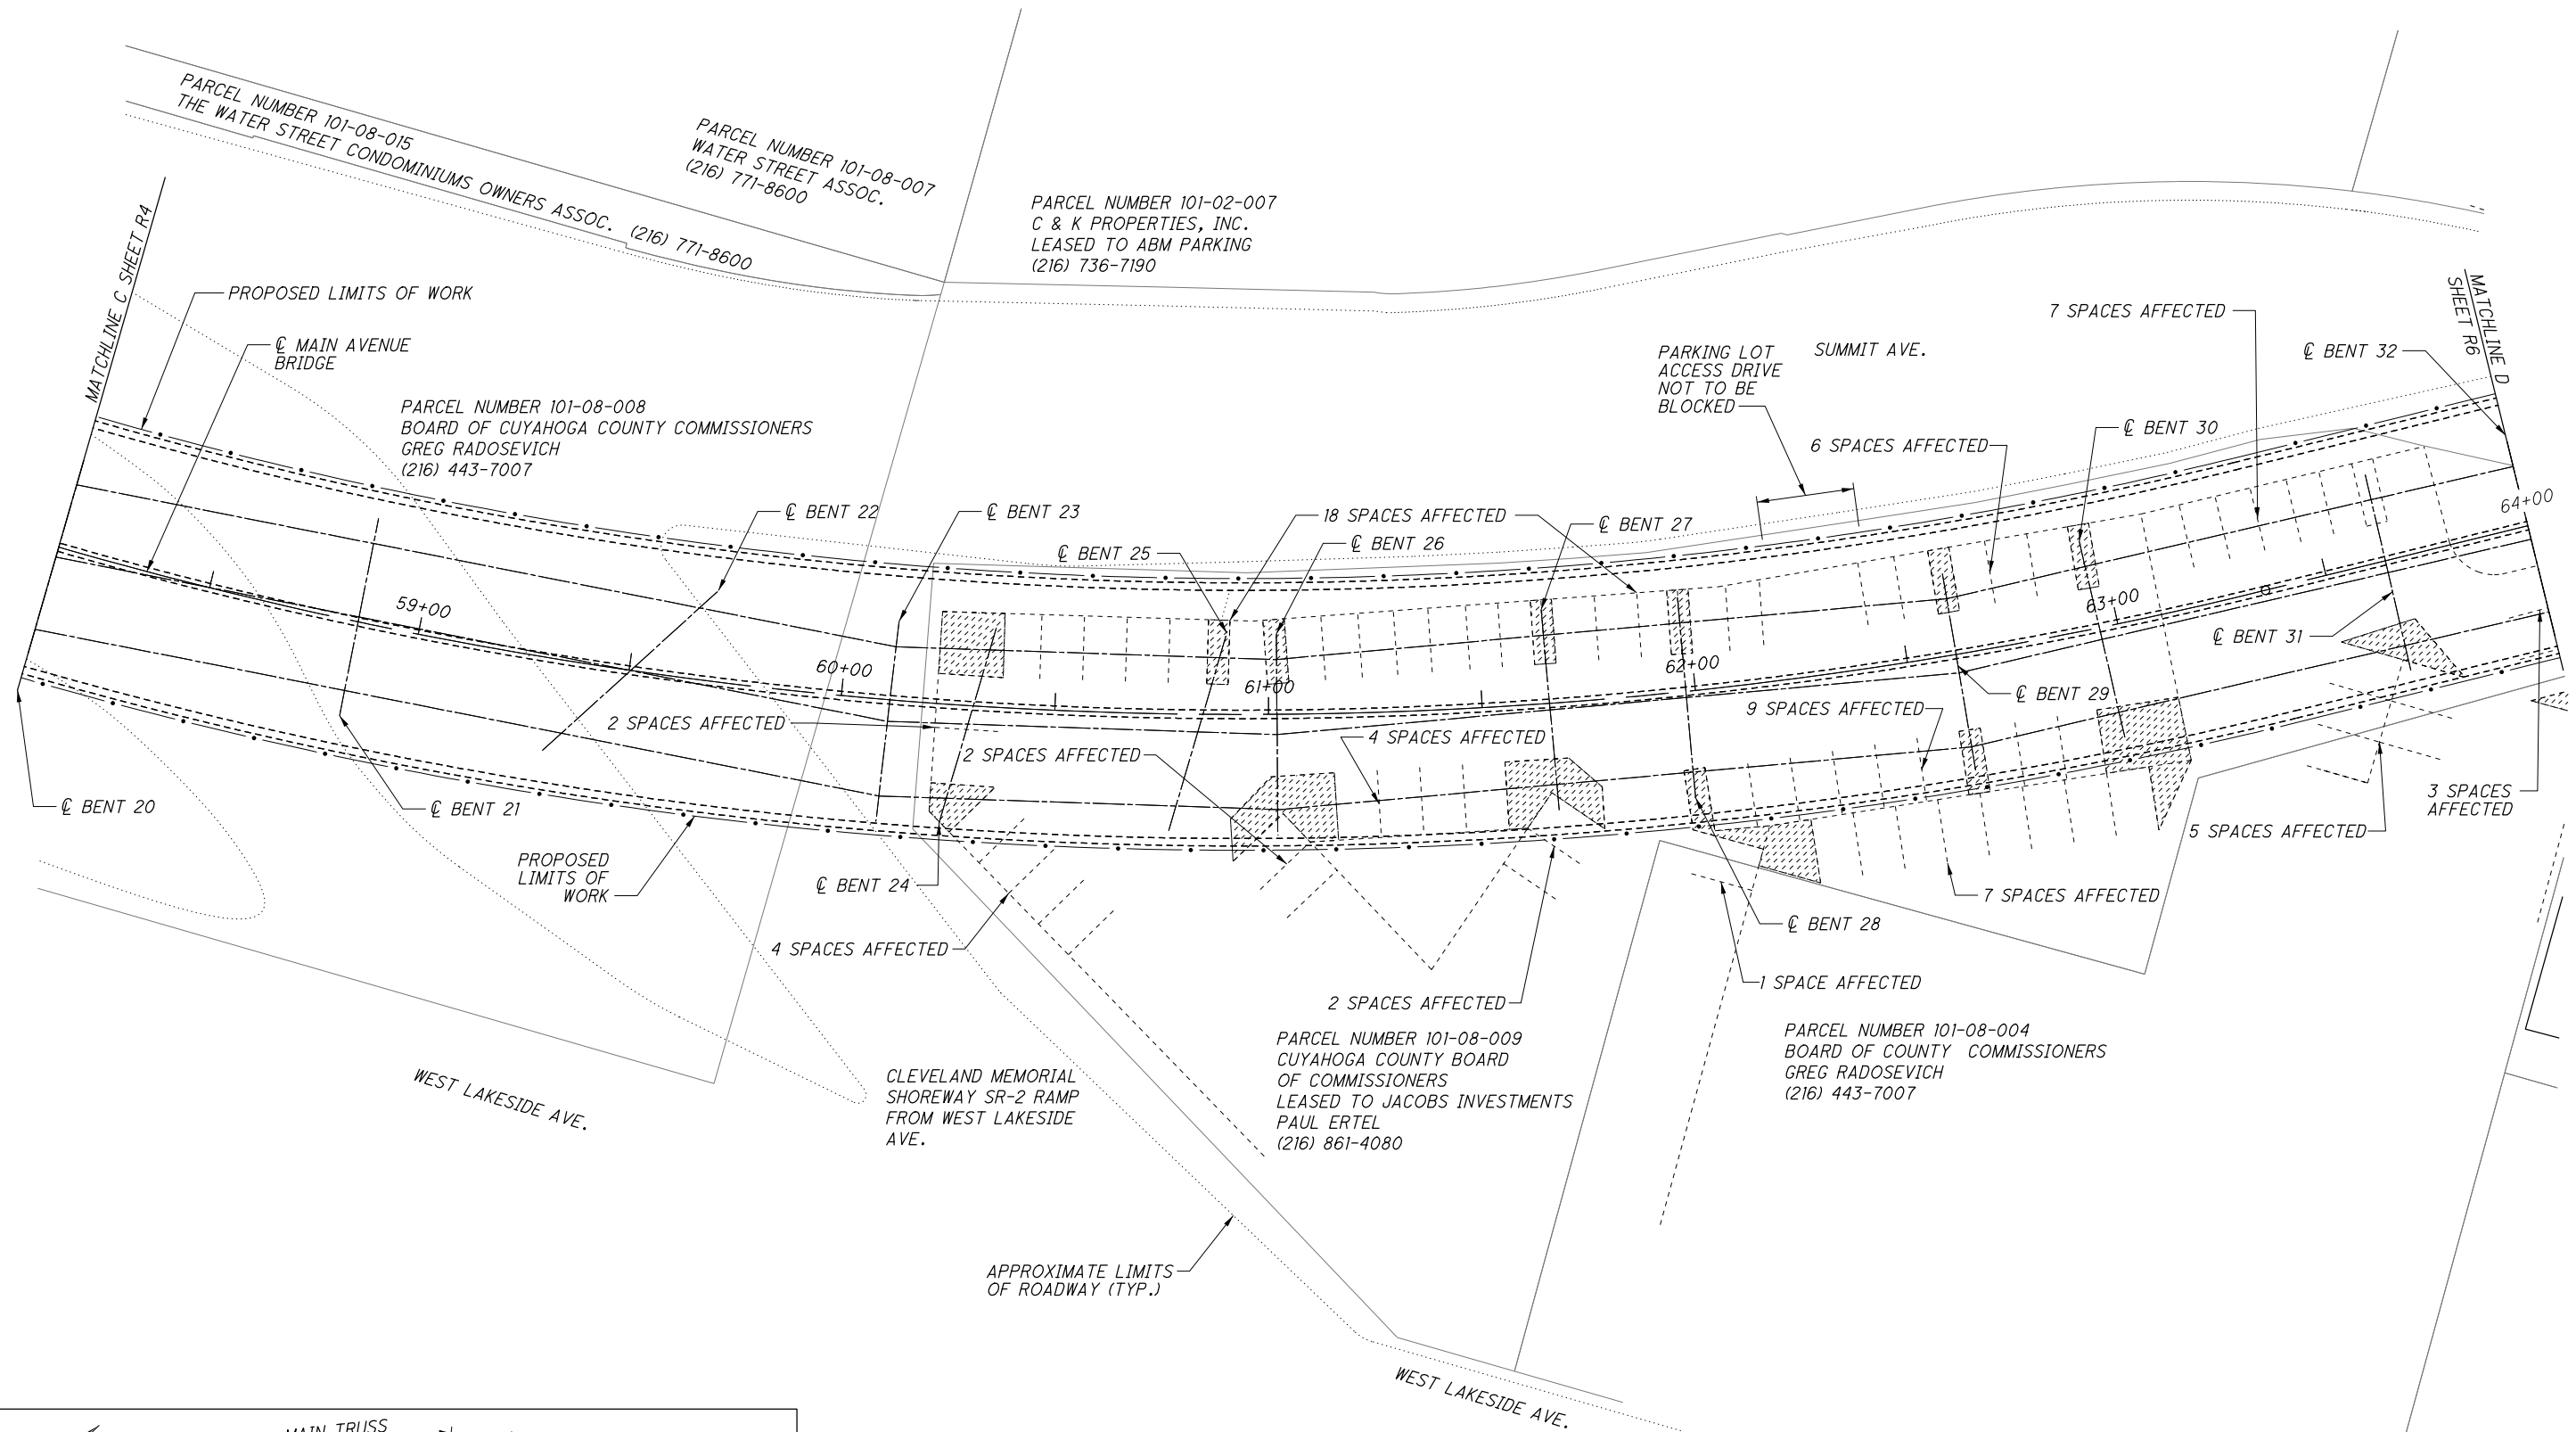 PARCEL NUMBER 101-08-015
THE WATER STREET CONDOMINIUMS OWNERS ASSOC. (216) 771-8600
PARCEL NUMBER 101-08-007
WATER STREET ASSOC.
(216) 771-8600
PARCEL NUMBER 101-02-007
C & K PROPERTIES, INC.
LEASED TO ABM PARKING
(216) 736-7190
MATCHLINE C SHEET R4
PROPOSED LIMITS OF WORK
℄ MAIN AVENUE
BRIDGE
PARCEL NUMBER 101-08-008
BOARD OF CUYAHOGA COUNTY COMMISSIONERS
GREG RADOSEVICH
(216) 443-7007
MATCHLINE D
SHEET R6
7 SPACES AFFECTED
PARKING LOT
ACCESS DRIVE
NOT TO BE
BLOCKED
SUMMIT AVE.
℄ BENT 32
6 SPACES AFFECTED
℄ BENT 30
℄ BENT 22
℄ BENT 23
18 SPACES AFFECTED
℄ BENT 27
℄ BENT 25
℄ BENT 26
64+00
59+00
60+00
61+00
62+00
63+00
℄ BENT 31
℄ BENT 29
2 SPACES AFFECTED
9 SPACES AFFECTED
4 SPACES AFFECTED
2 SPACES AFFECTED
℄ BENT 20
℄ BENT 21
3 SPACES
AFFECTED
5 SPACES AFFECTED
PROPOSED
LIMITS OF
WORK
℄ BENT 24
7 SPACES AFFECTED
℄ BENT 28
4 SPACES AFFECTED
1 SPACE AFFECTED
2 SPACES AFFECTED
PARCEL NUMBER 101-08-009
CUYAHOGA COUNTY BOARD
OF COMMISSIONERS
LEASED TO JACOBS INVESTMENTS
PAUL ERTEL
(216) 861-4080
PARCEL NUMBER 101-08-004
BOARD OF COUNTY COMMISSIONERS
GREG RADOSEVICH
(216) 443-7007
WEST LAKESIDE AVE.
CLEVELAND MEMORIAL
SHOREWAY SR-2 RAMP
FROM WEST LAKESIDE
AVE.
APPROXIMATE LIMITS
OF ROADWAY (TYP.)
WEST LAKESIDE AVE.
MAIN TRUSS